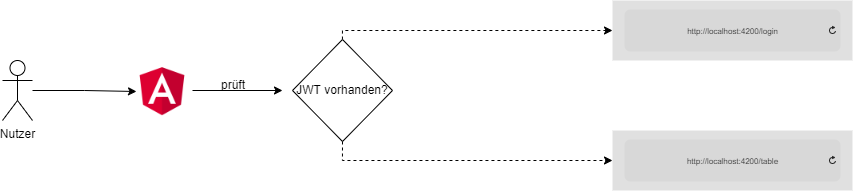 Nutzer
A
prüft
JWT vorhanden?
http://localhost:4200/login
http://localhost:4200/table